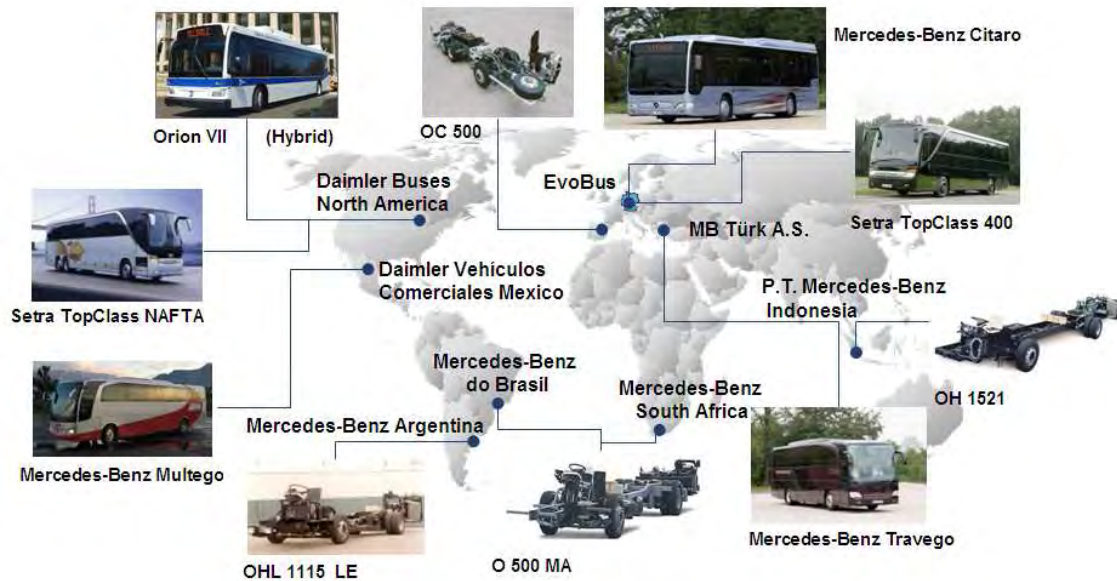 Mercedes-Benz Citaro
Orion VII (Hybrid)
OC 500
Daimler Buses
North America
EvoBus
Setra TopClass 400
MB Türk A.S.
Daimler Vehículos
Comerciales Mexico
P.T. Mercedes-Benz
Indonesia
Setra TopClass NAFTA
Mercedes-Benz
do Brasil
Mercedes-Benz
South Africa
OH 1521
Mercedes-Benz Argentina
Mercedes-Benz Multego
Mercedes-Benz Travego
OHL 1115 LE
O 500 MA